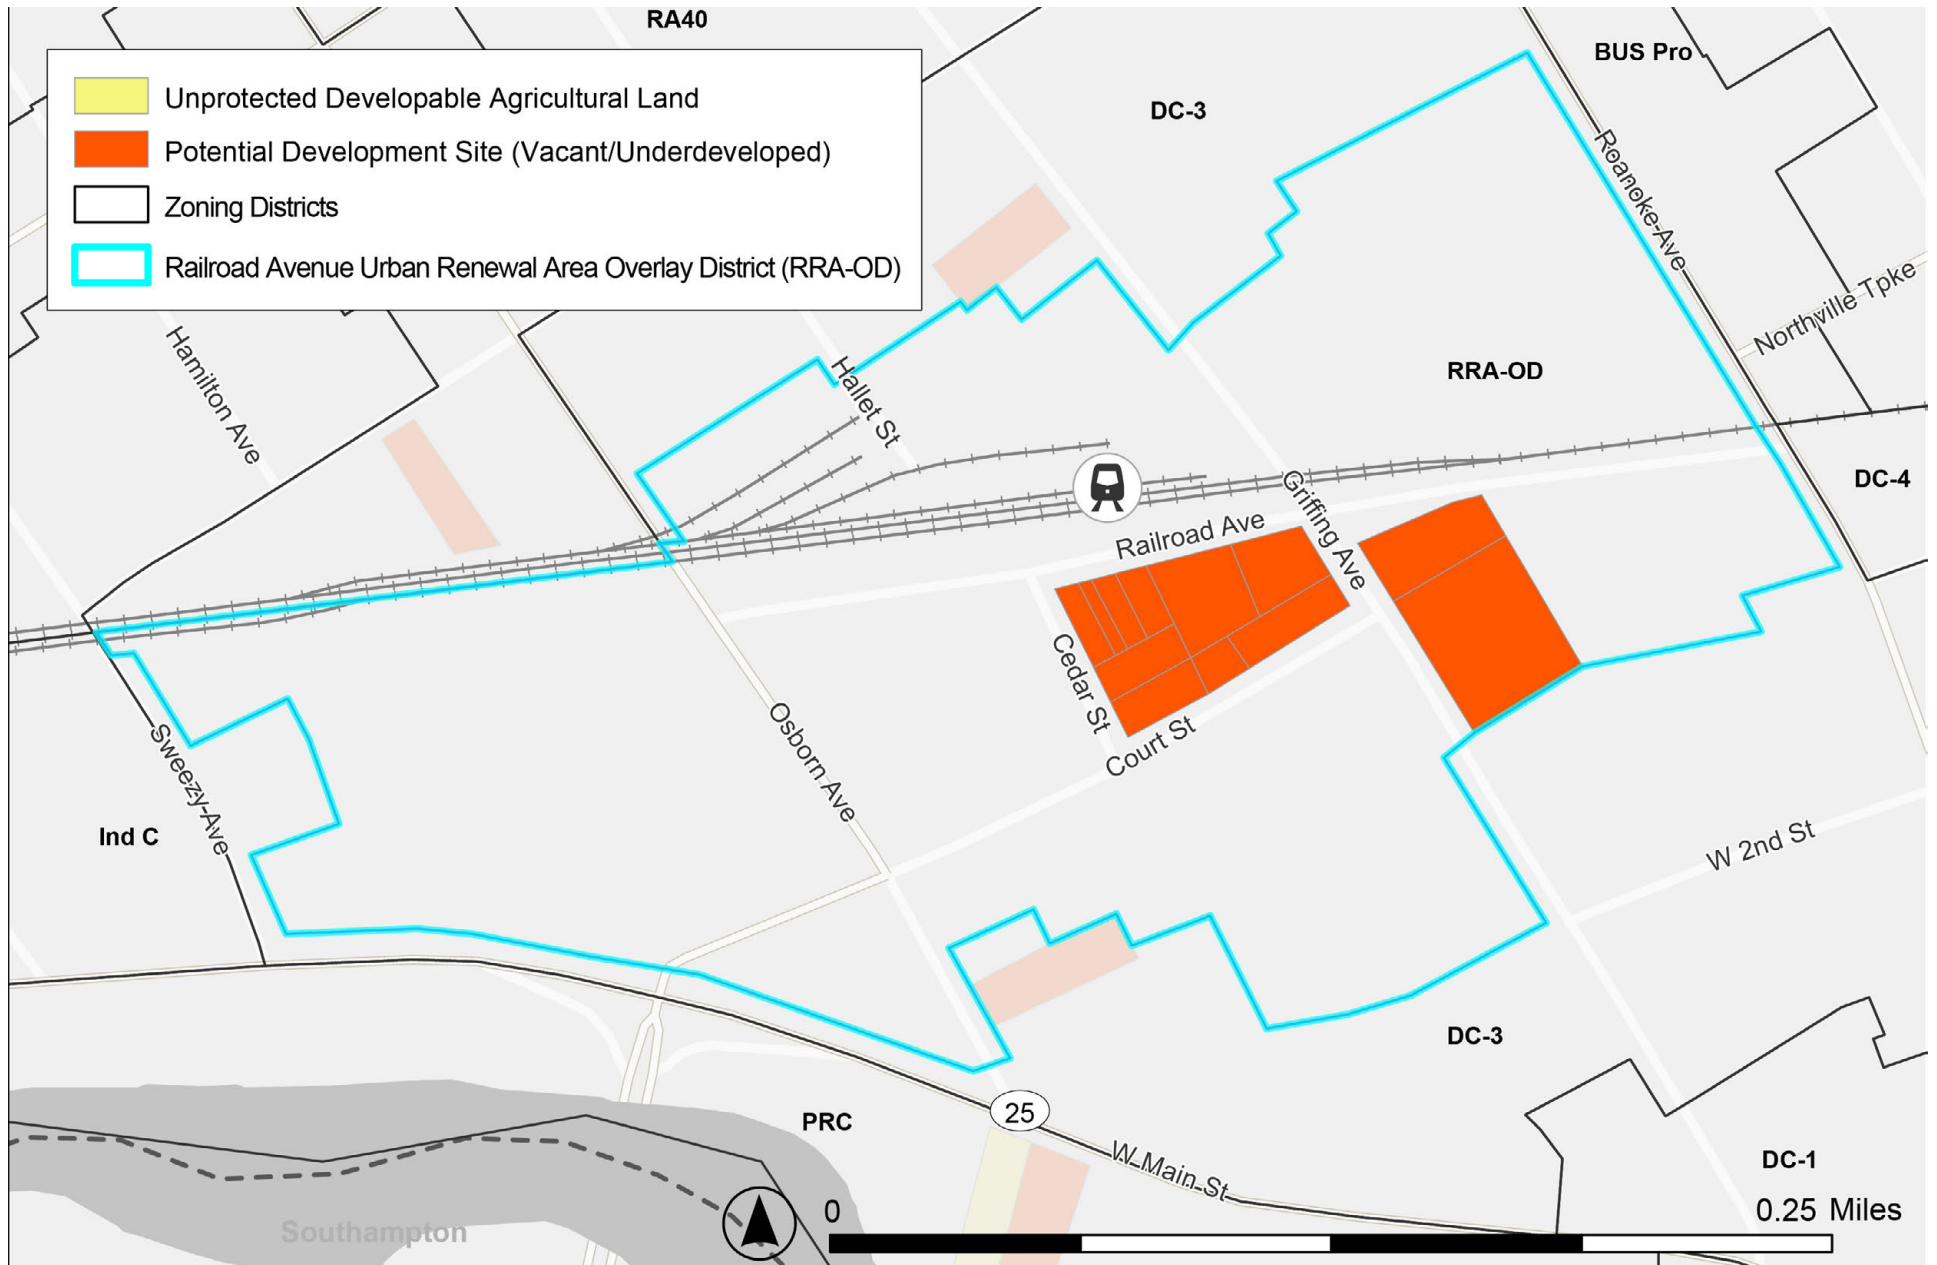 RA40
BUS Pro
DC-3
Unprotected Developable Agricultural Land
Potential Development Site (Vacant/Underdeveloped)
Zoning Districts
Railroad Avenue Urban Renewal Area Overlay District (RRA-OD)
Roanoke Ave
Northville Tpke
Hamilton Ave
Hallet St
RRA-OD
DC-4
Griffing Ave
Railroad Ave
Cedar St
Court St
Osborn Ave
Sweezy Ave
Ind C
W 2nd St
DC-3
25
PRC
W Main St
DC-1
Southampton
0
0.25 Miles